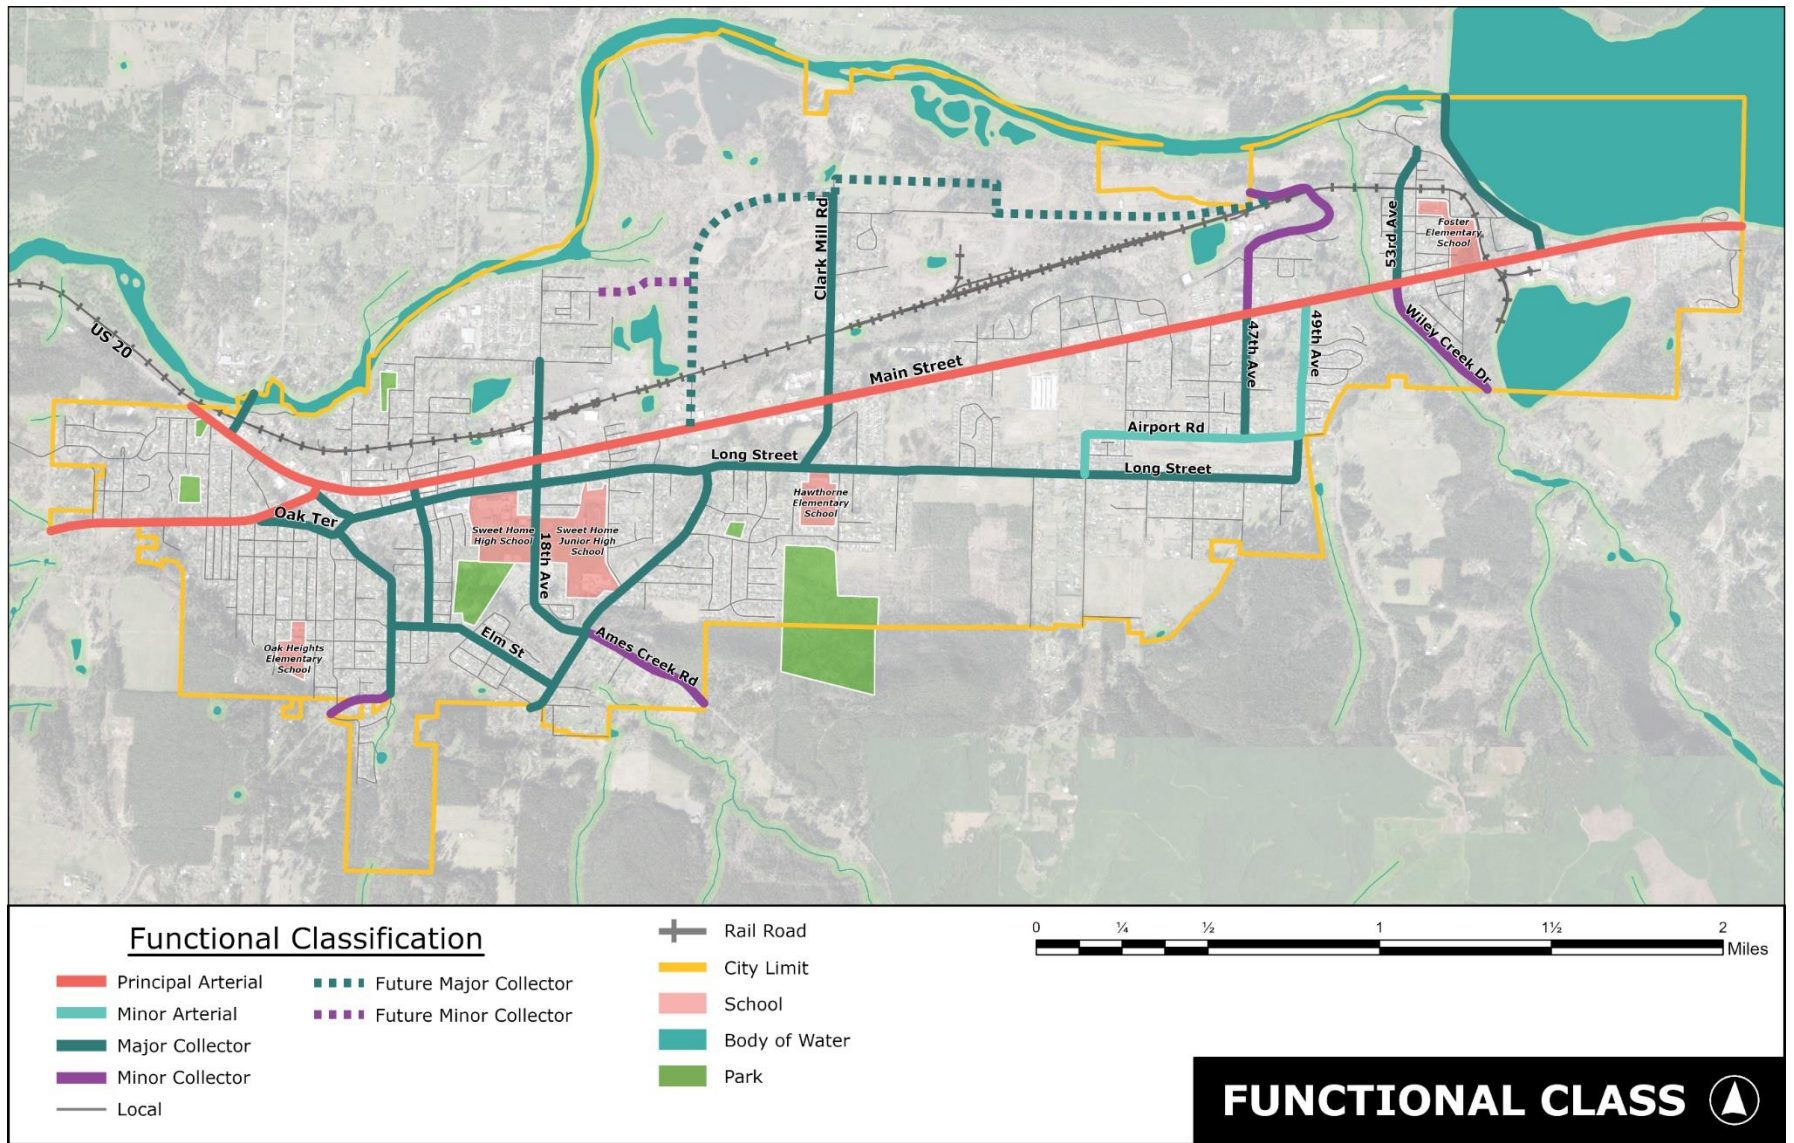 US 20
Main Street
Clark Mill Rd
53rd Ave
Foster
Elementary
School
Wiley Creek Dr
47th Ave
49th Ave
Airport Rd
Long Street
Long Street
Oak Ter
Sweet Home
High School
18th Ave
Sweet Home
Junior High
School
Hawthorne
Elementary
School
Elm St
Ames Creek Rd
Oak Heights
Elementary
School
Functional Classification
Principal Arterial
Minor Arterial
Major Collector
Minor Collector
Local
Future Major Collector
Future Minor Collector
Rail Road
City Limit
School
Body of Water
Park
0 ¼ ½ 1 1½ 2
Miles
FUNCTIONAL CLASS